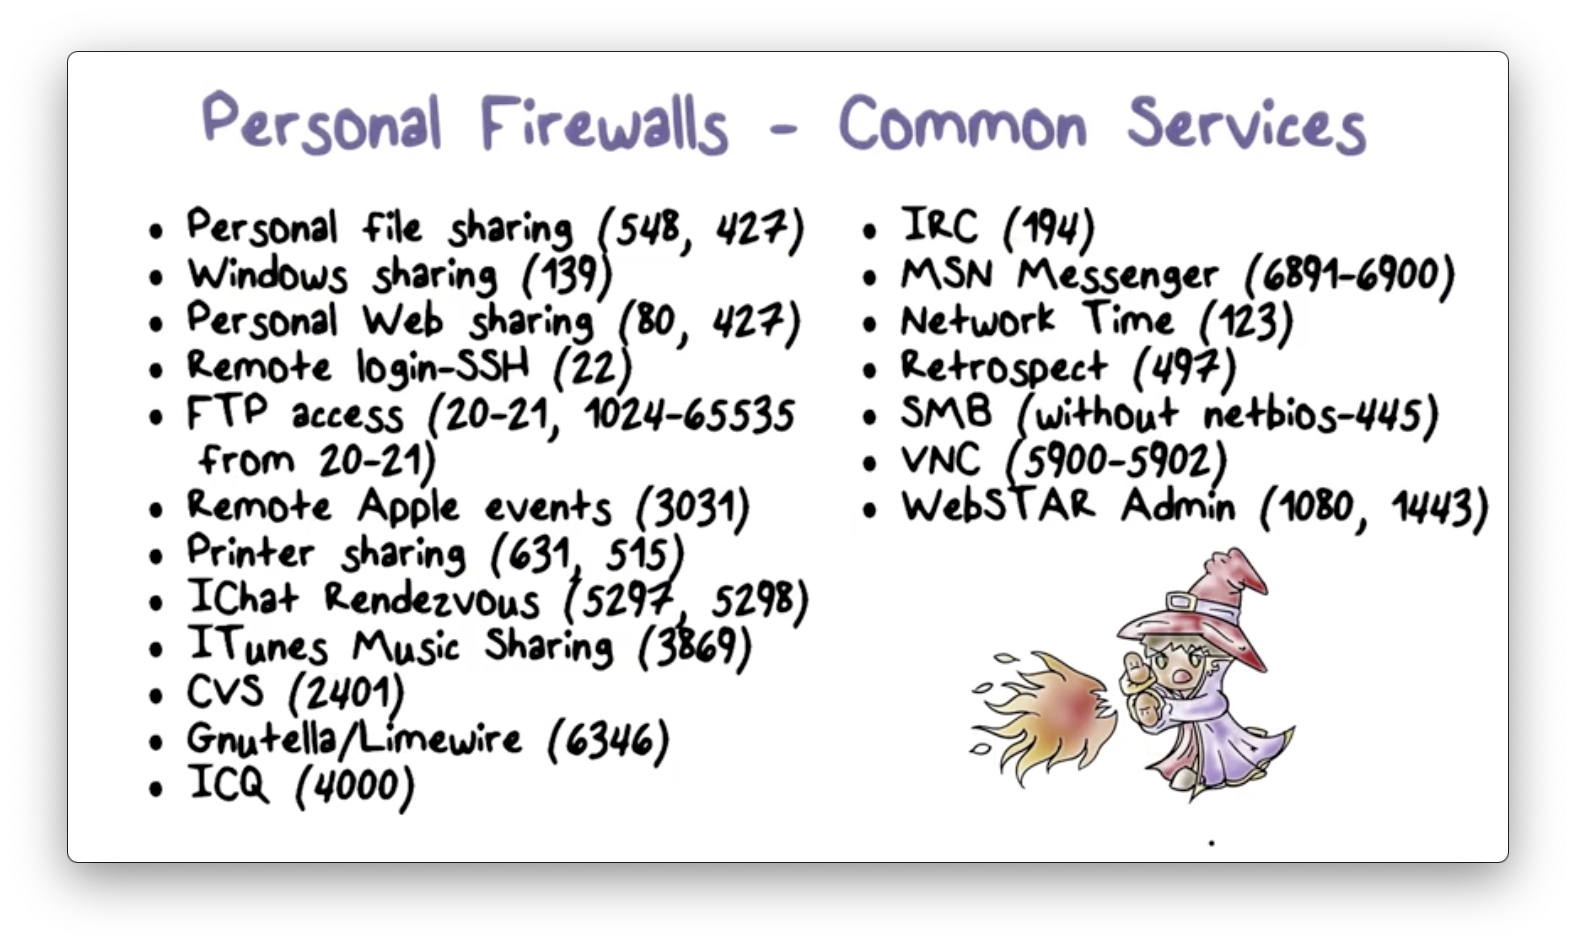 Personal Firewalls - Common Services
• Personal file sharing (548, 427)
• Windows sharing (139)
• Personal Web sharing (80, 427)
• Remote login-SSH (22)
• FTP access (20-21, 1024-65535
from 20-21)
• Remote Apple events (3031)
• Printer sharing (631, 515)
• IChat Rendezvous (5297, 5298)
• ITunes Music Sharing (3869)
• CVS (2401)
• Gnutella/Limewire (6346)
• ICQ (4000)
• IRC (194)
• MSN Messenger (6891-6900)
• Network Time (123)
• Retrospect (497)
• SMB (without netbios-445)
• VNC (5900-5902)
• WebSTAR Admin (1080, 1443)